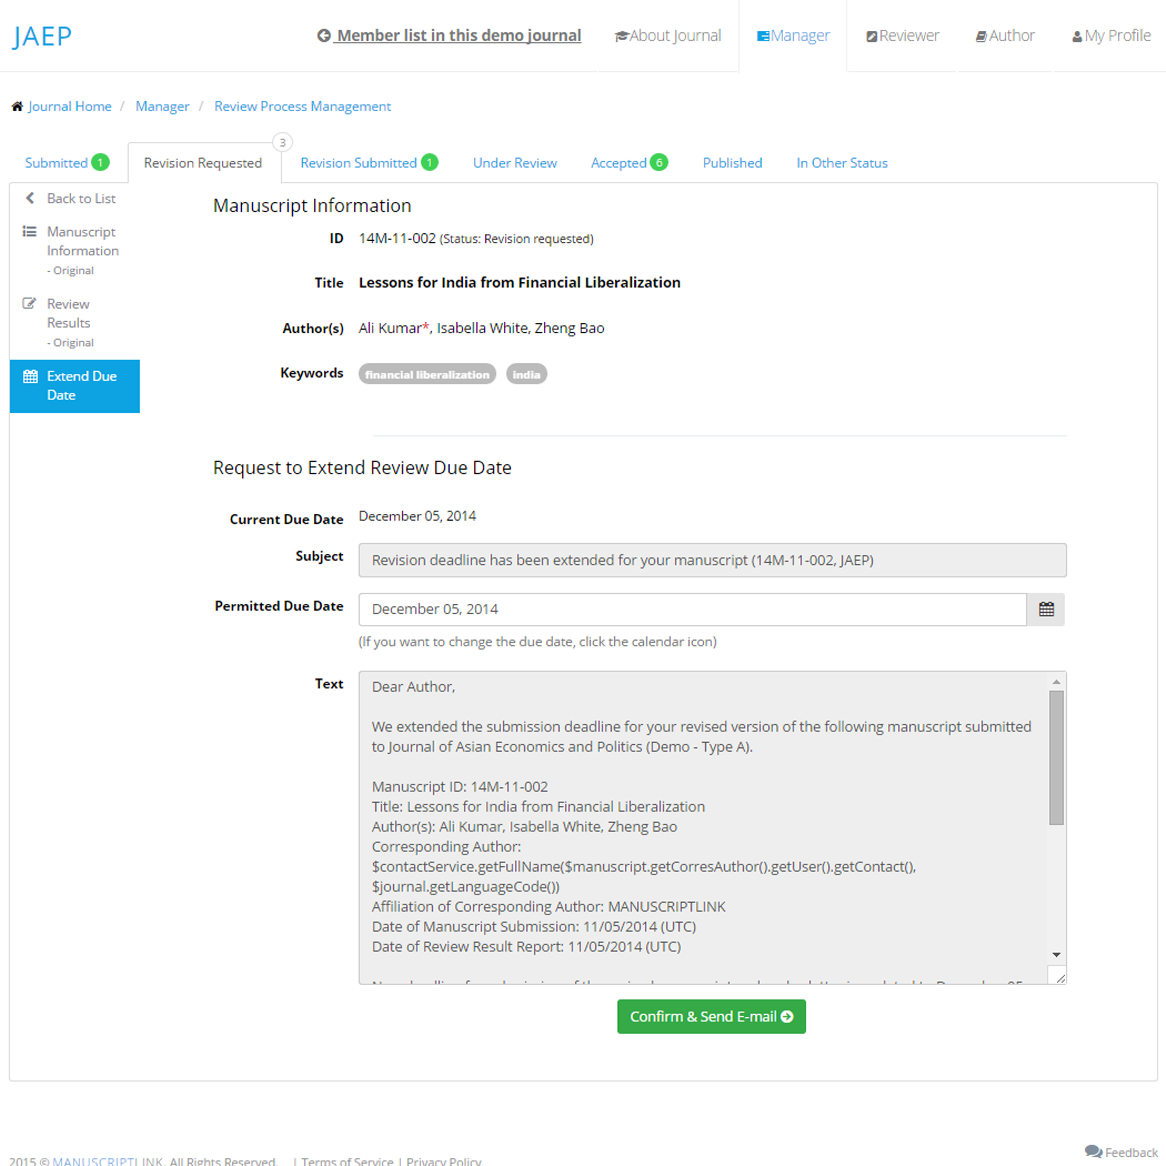 JAEP
Member list in this demo journal
About Journal
Manager
Reviewer
Author
My Profile
Journal Home / Manager / Review Process Management
Submitted 1
Revision Requested 3
Revision Submitted 1
Under Review
Accepted 6
Published
In Other Status
Back to List
Manuscript
Information
- Original
Review
Results
- Original
Extend Due
Date
Manuscript Information
ID 14M-11-002 (Status: Revision requested)
Title Lessons for India from Financial Liberalization
Author(s) Ali Kumar*, Isabella White, Zheng Bao
Keywords financial liberalization india
Request to Extend Review Due Date
Current Due Date December 05, 2014
Subject Revision deadline has been extended for your manuscript (14M-11-002, JAEP)
Permitted Due Date December 05, 2014
(If you want to change the due date, click the calendar icon)
Text Dear Author,
We extended the submission deadline for your revised version of the following manuscript submitted
to Journal of Asian Economics and Politics (Demo - Type A).
Manuscript ID: 14M-11-002
Title: Lessons for India from Financial Liberalization
Author(s): Ali Kumar, Isabella White, Zheng Bao
Corresponding Author:
$contactService.getFullName($manuscript.getCorresAuthor().getUser().getContact(),
$journal.getLanguageCode())
Affiliation of Corresponding Author: MANUSCRIPTLINK
Date of Manuscript Submission: 11/05/2014 (UTC)
Date of Review Result Report: 11/05/2014 (UTC)
Confirm & Send E-mail
Feedback
2015 © MANUSCRIPTLINK. All Rights Reserved. | Terms of Service | Privacy Policy